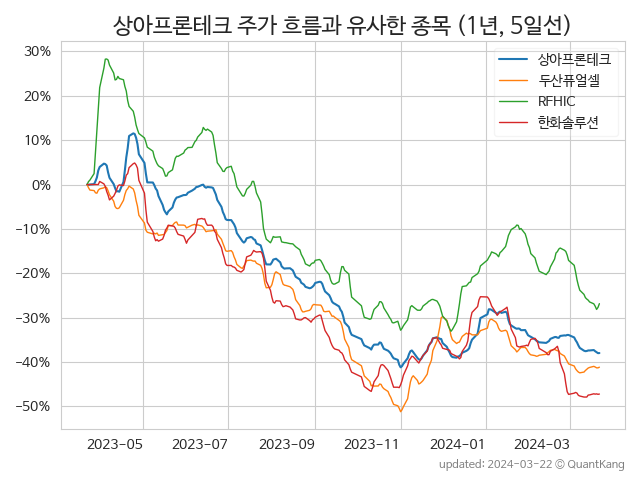 상아프론테크 주가 흐름과 유사한 종목 (1년, 5일선)
30%
20%
10%
0%
−10%
−20%
−30%
−40%
−50%
상아프론테크
두산퓨얼셀
RFHIC
한화솔루션
2023−05
2023−07
2023−09
2023−11
2024−01
2024−03
updated: 2024-03-22 © QuantKang